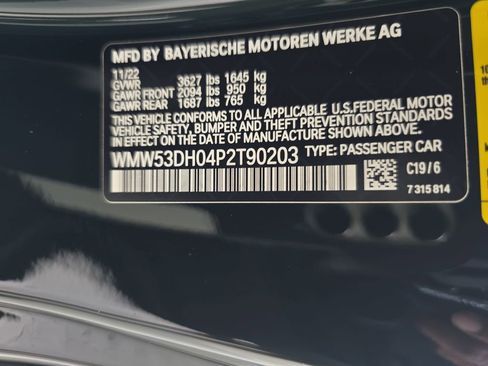 MFD BY BAYERISCHE MOTOREN WERKE AG
11/22
GVWR 3627 lbs 1645 kg
GAWR FRONT 2094 lbs 950 kg
GAWR REAR 1687 lbs 765 kg
THIS VEHICLE CONFORMS TO ALL APPLICABLE U.S.FEDERAL MOTOR
VEHICLE SAFETY, BUMPER AND THEFT PREVENTION STANDARDS IN
EFFECT ON THE DATE OF MANUFACTURE SHOWN ABOVE.
WMW53DH04P2T90203 TYPE: PASSENGER CAR
C19/6
7 315 814